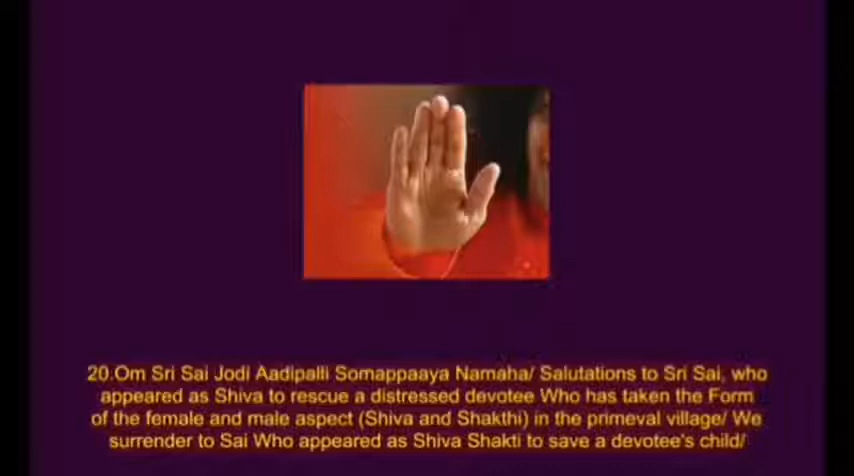 20.Om Sri Sai Jodi Aadipalli Somappaaya Namaha/ Salutations to Sri Sai, who
appeared as Shiva to rescue a distressed devotee Who has taken the Form
of the female and male aspect (Shiva and Shakthi) in the primeval village/ We
surrender to Sai Who appeared as Shiva Shakti to save a devotee's child/